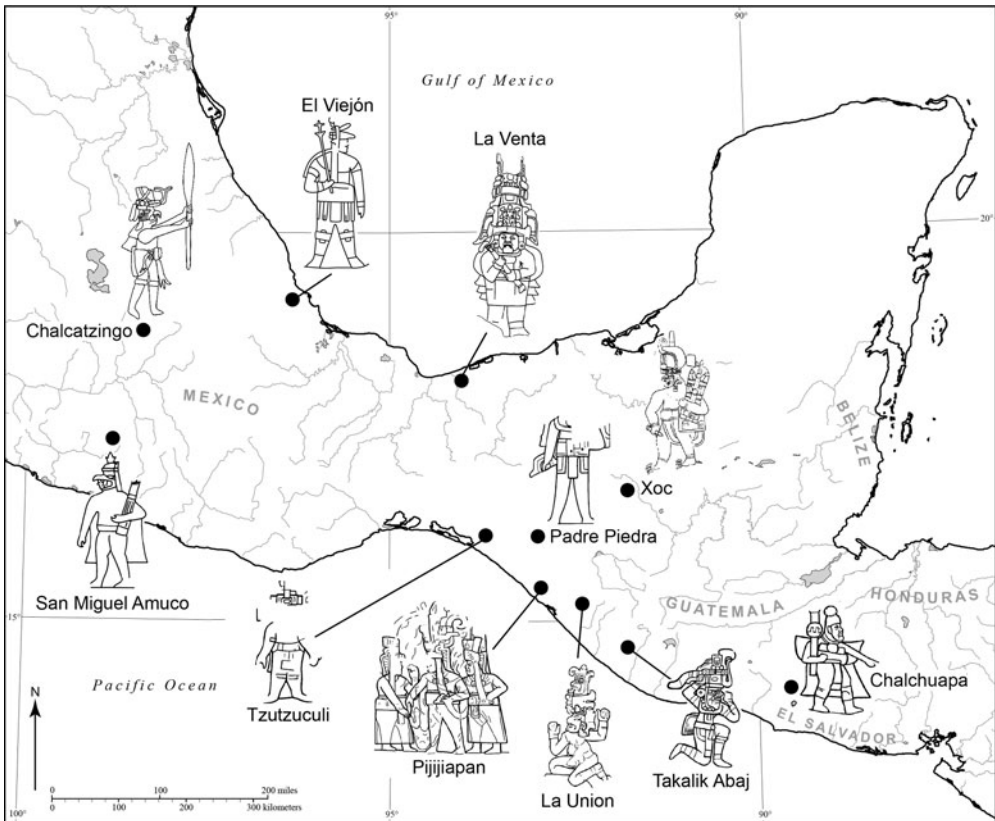 95°
90°
Gulf of Mexico
El Viejón
La Venta
20°
Chalcatzingo
MEXICO
BELIZE
Xoc
Padre Piedra
San Miguel Amuco
GUATEMALA
HONDURAS
15°
Pacific Ocean
Tzutzuculi
Chalchuapa
EL SALVADOR
N
Pijijiapan
Takalik Abaj
La Union
0 100 200 miles
0 100 200 300 kilometers
100°
95°
90°